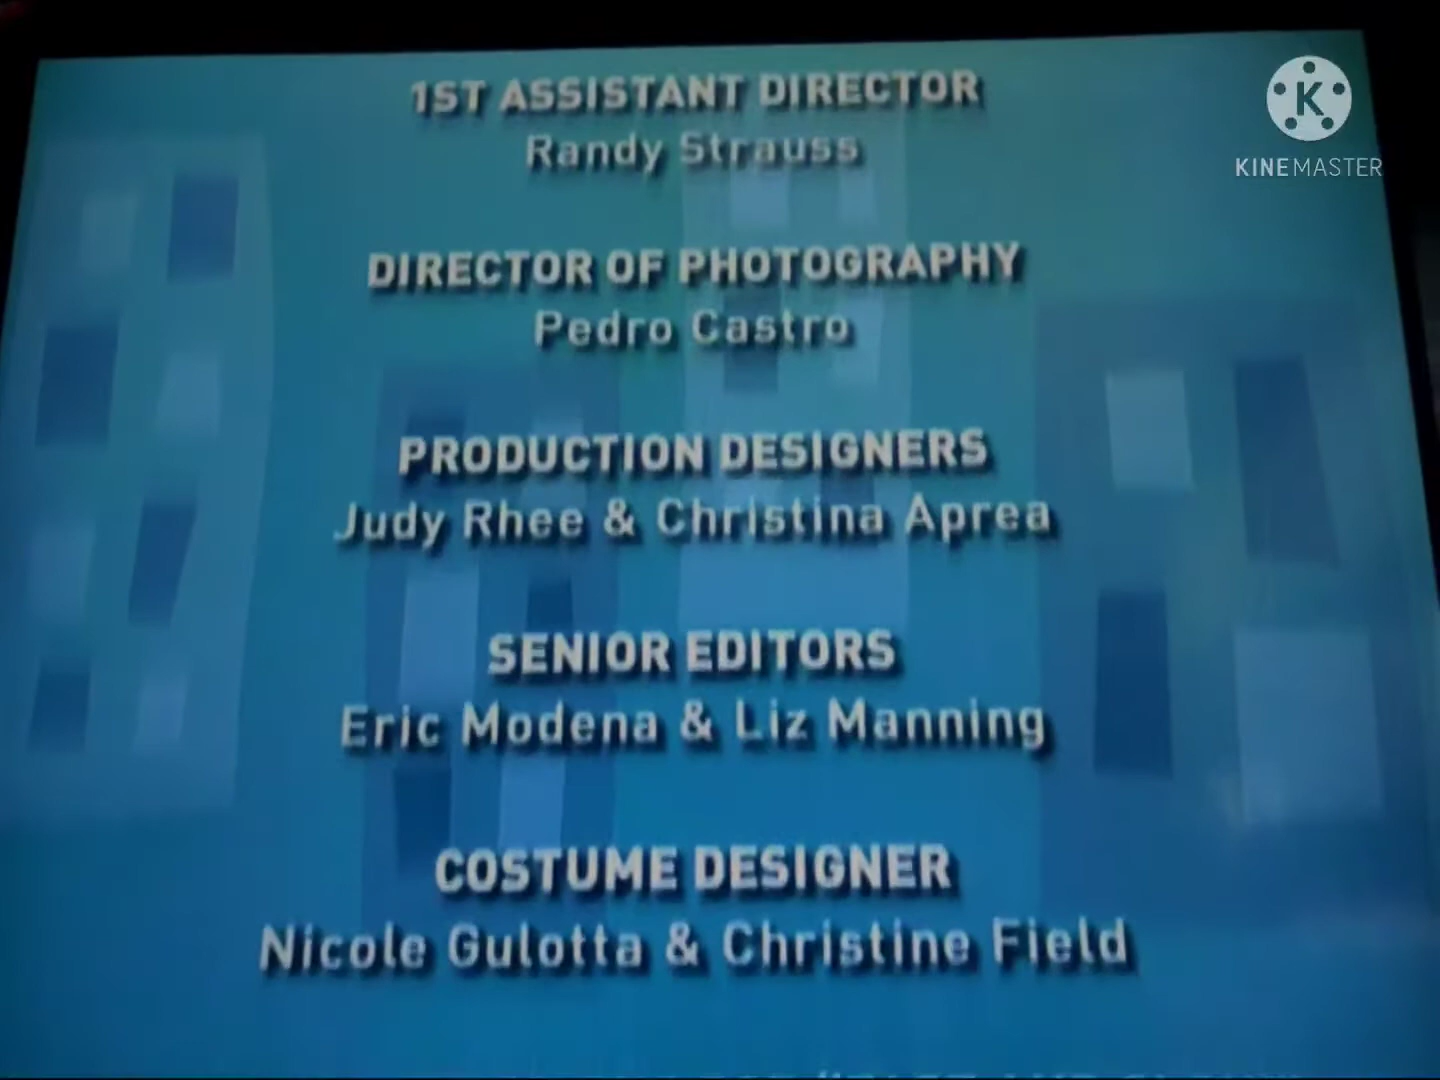 1ST ASSISTANT DIRECTOR
Randy Strauss
DIRECTOR OF PHOTOGRAPHY
Pedro Castro
PRODUCTION DESIGNERS
Judy Rhee & Christina Aprea
SENIOR EDITORS
Eric Modena & Liz Manning
COSTUME DESIGNER
Nicole Gulotta & Christine Field
K
KINEMASTER